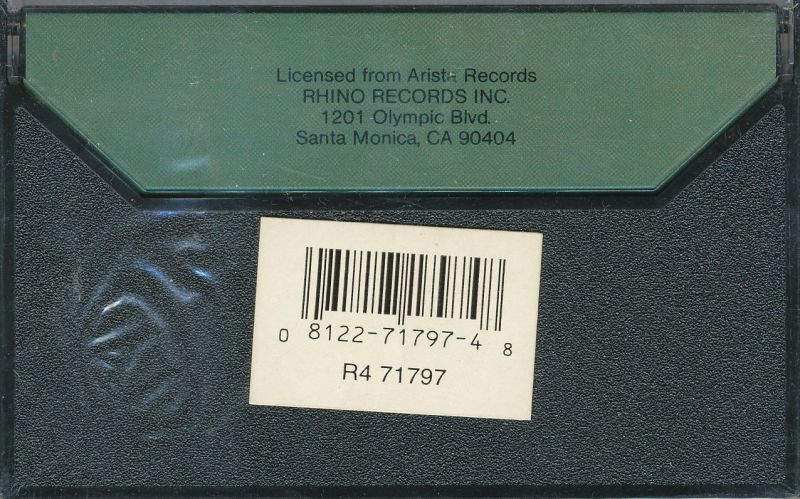 Licensed from Arista Records
RHINO RECORDS INC.
1201 Olympic Blvd.
Santa Monica, CA 90404
0 8122-71797-4 8
R4 71797